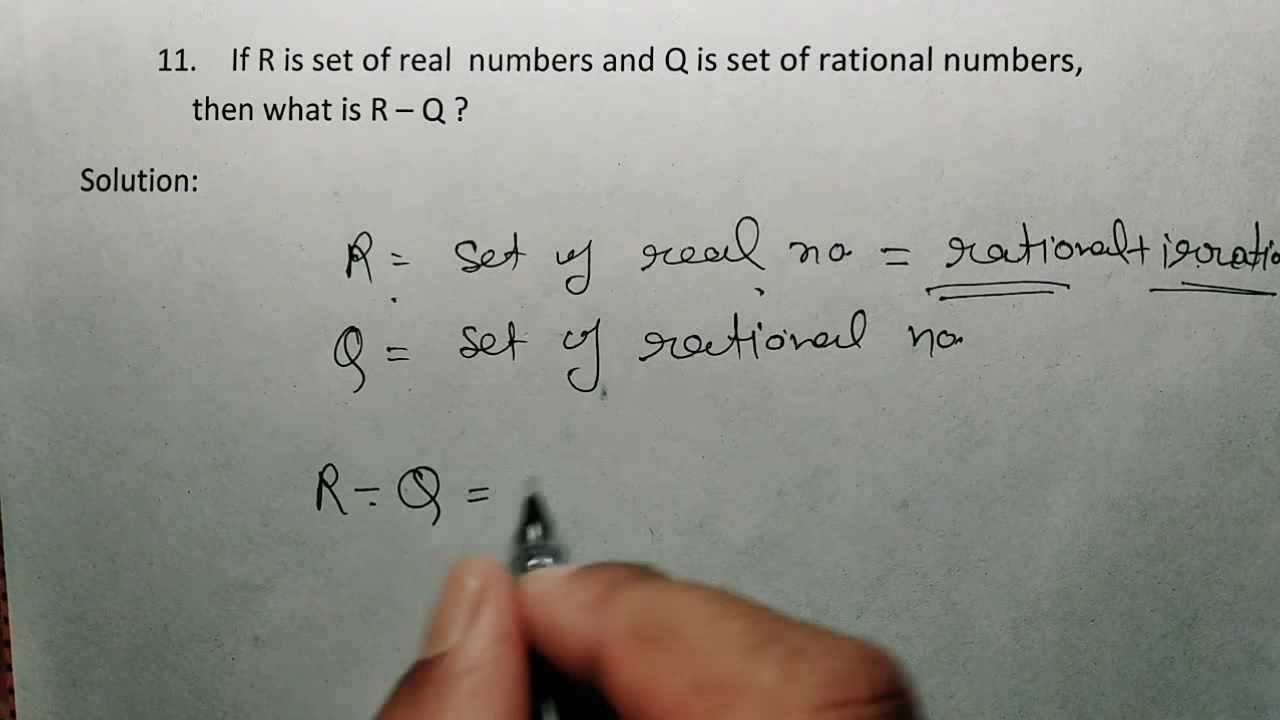 11. If R is set of real numbers and Q is set of rational numbers,
then what is R – Q ?
Solution:
R = set of real no = rational + irratio
Q = set of rational no.
R - Q =